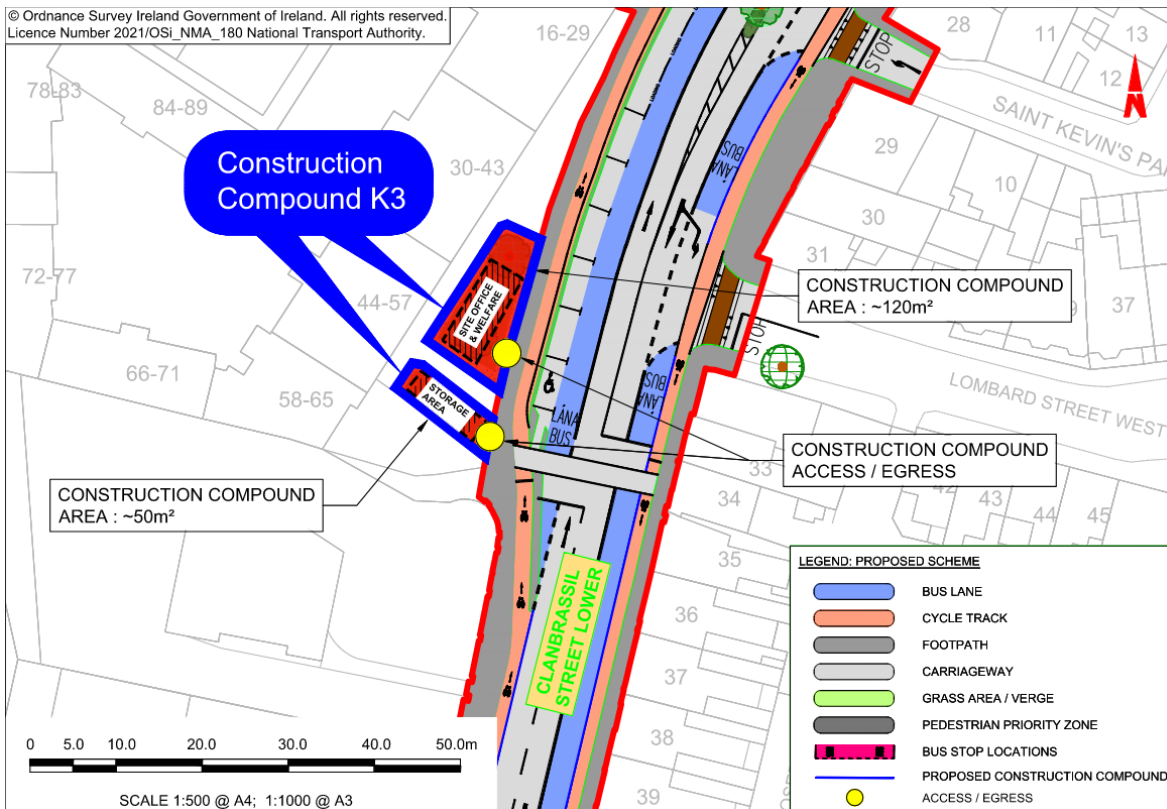 © Ordnance Survey Ireland Government of Ireland. All rights reserved.
Licence Number 2021/OSi_NMA_180 National Transport Authority.
16-29
28
11
13
12
STOP
N
78-83
84-89
SAINT KEVIN'S PA
Construction
Compound K3
30-43
29
10
LÁNA
BUS
30
31
72-77
44-57
CONSTRUCTION COMPOUND
AREA : ~120m²
37
SITE OFFICE
& WELFARE
STOP
66-71
58-65
STORAGE
AREA
LÁNA
BUS
LÁNA
BUS
LOMBARD STREET WEST
33
CONSTRUCTION COMPOUND
ACCESS / EGRESS
CONSTRUCTION COMPOUND
AREA : ~50m²
34
42
43
44
45
35
CLANBRASSIL
STREET LOWER
36
37
38
39
LEGEND: PROPOSED SCHEME
BUS LANE
CYCLE TRACK
FOOTPATH
CARRIAGEWAY
GRASS AREA / VERGE
PEDESTRIAN PRIORITY ZONE
BUS STOP LOCATIONS
PROPOSED CONSTRUCTION COMPOUND
ACCESS / EGRESS
0 5.0 10.0 20.0 30.0 40.0 50.0m
SCALE 1:500 @ A4; 1:1000 @ A3